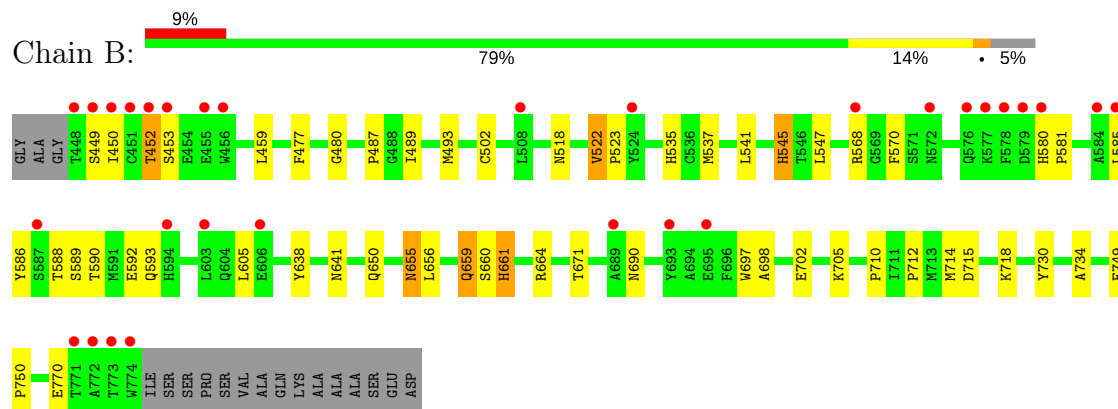 9%
Chain B:
79% 14% • 5%
GLY ALA GLY T448 S449 I450 C451 T452 S453 E454 E455 W456 L459 F477 G480 P487 G488 I489 M493 C502 L508 N518 V522 P523 Y524 H535 C536 M537 L541 H545 T546 L547 R568 G569 F570 S571 N572 Q576 K577 F578 D579 H580 P581 A584 L585
Y586 S587 T588 S589 T590 M591 E592 Q593 H594 L603 Q604 L605 E606 Y638 N641 Q650 N655 L656 Q659 S660 H661 R664 T671 A689 N690 Y693 A694 E695 F696 W697 A698 E702 K705 P710 I711 P712 M713 M714 D715 K718 Y730 A734
P750 E770 T771 A772 T773 W774 ILE SER SER PRO SER VAL ALA GLN LYS ALA ALA ALA SER GLU ASP